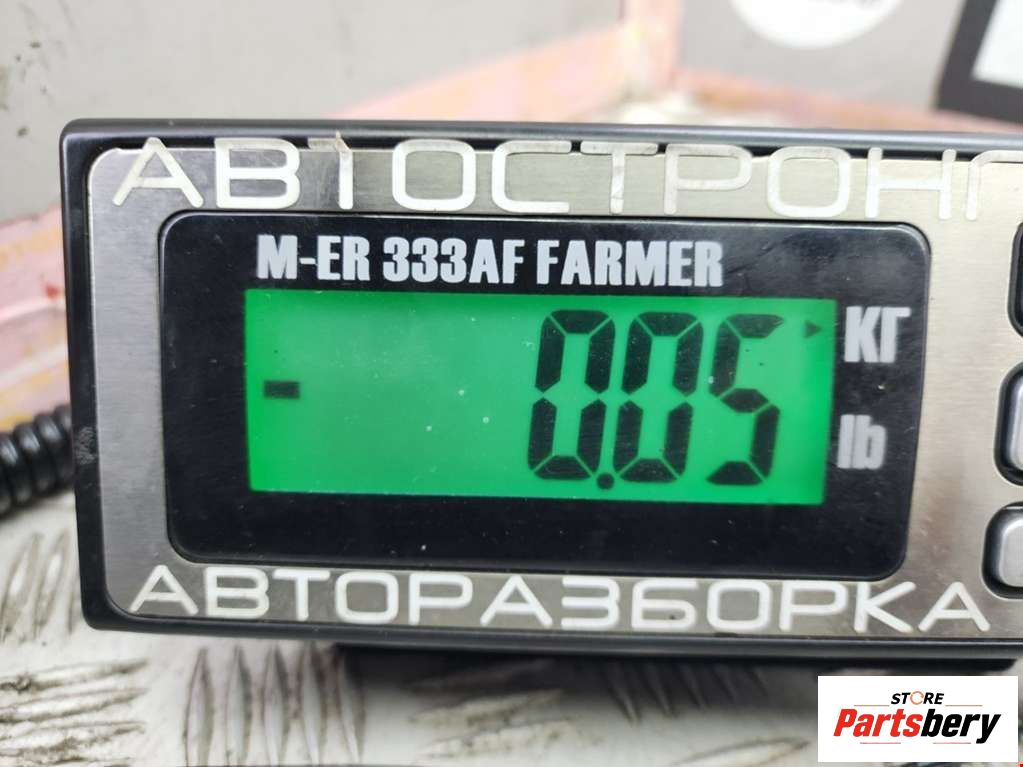 АВТОСТРОНГ
M-ER 333AF FARMER
- 0.05
КГ
lb
АВТОРАЗБОРКА
STORE
Partsbery